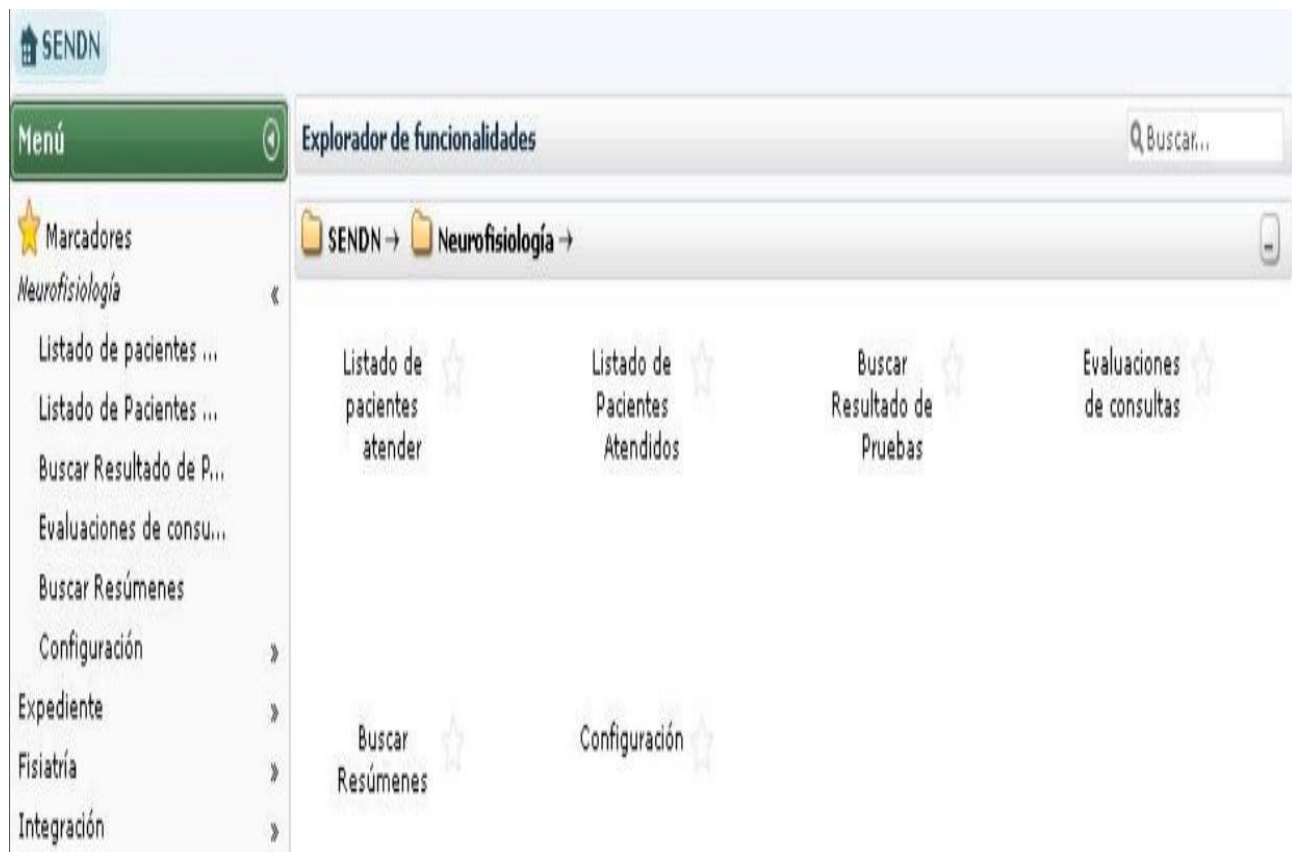 SENDN
Menú
Explorador de funcionalidades
Buscar...
Marcadores
SENDN → Neurofisiología →
Neurofisiología «
Listado de pacientes ...
Listado de Pacientes ...
Buscar Resultado de P...
Evaluaciones de consu...
Buscar Resúmenes
Configuración »
Expediente »
Fisiatría »
Integración »
Listado de
pacientes
atender
Listado de
Pacientes
Atendidos
Buscar
Resultado de
Pruebas
Evaluaciones
de consultas
Buscar
Resúmenes
Configuración